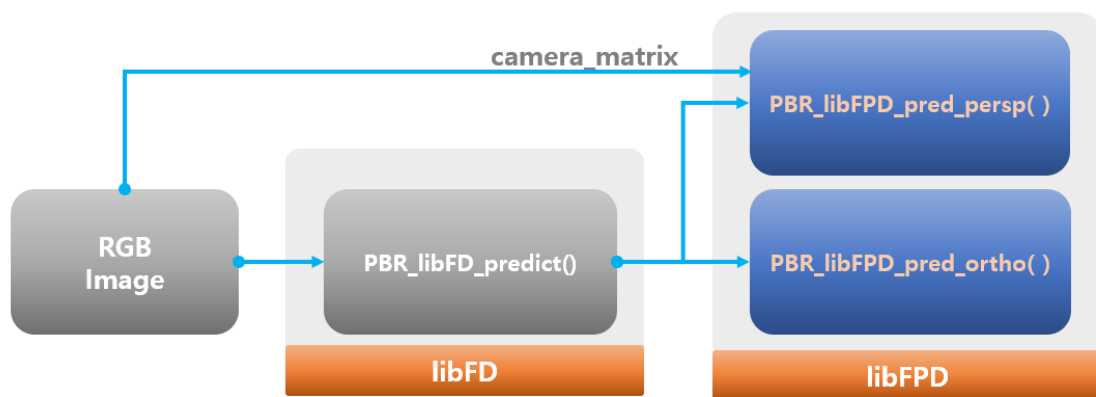 camera_matrix
PBR_libFPD_pred_persp( )
RGB
Image
PBR_libFD_predict()
PBR_libFPD_pred_ortho( )
libFD
libFPD